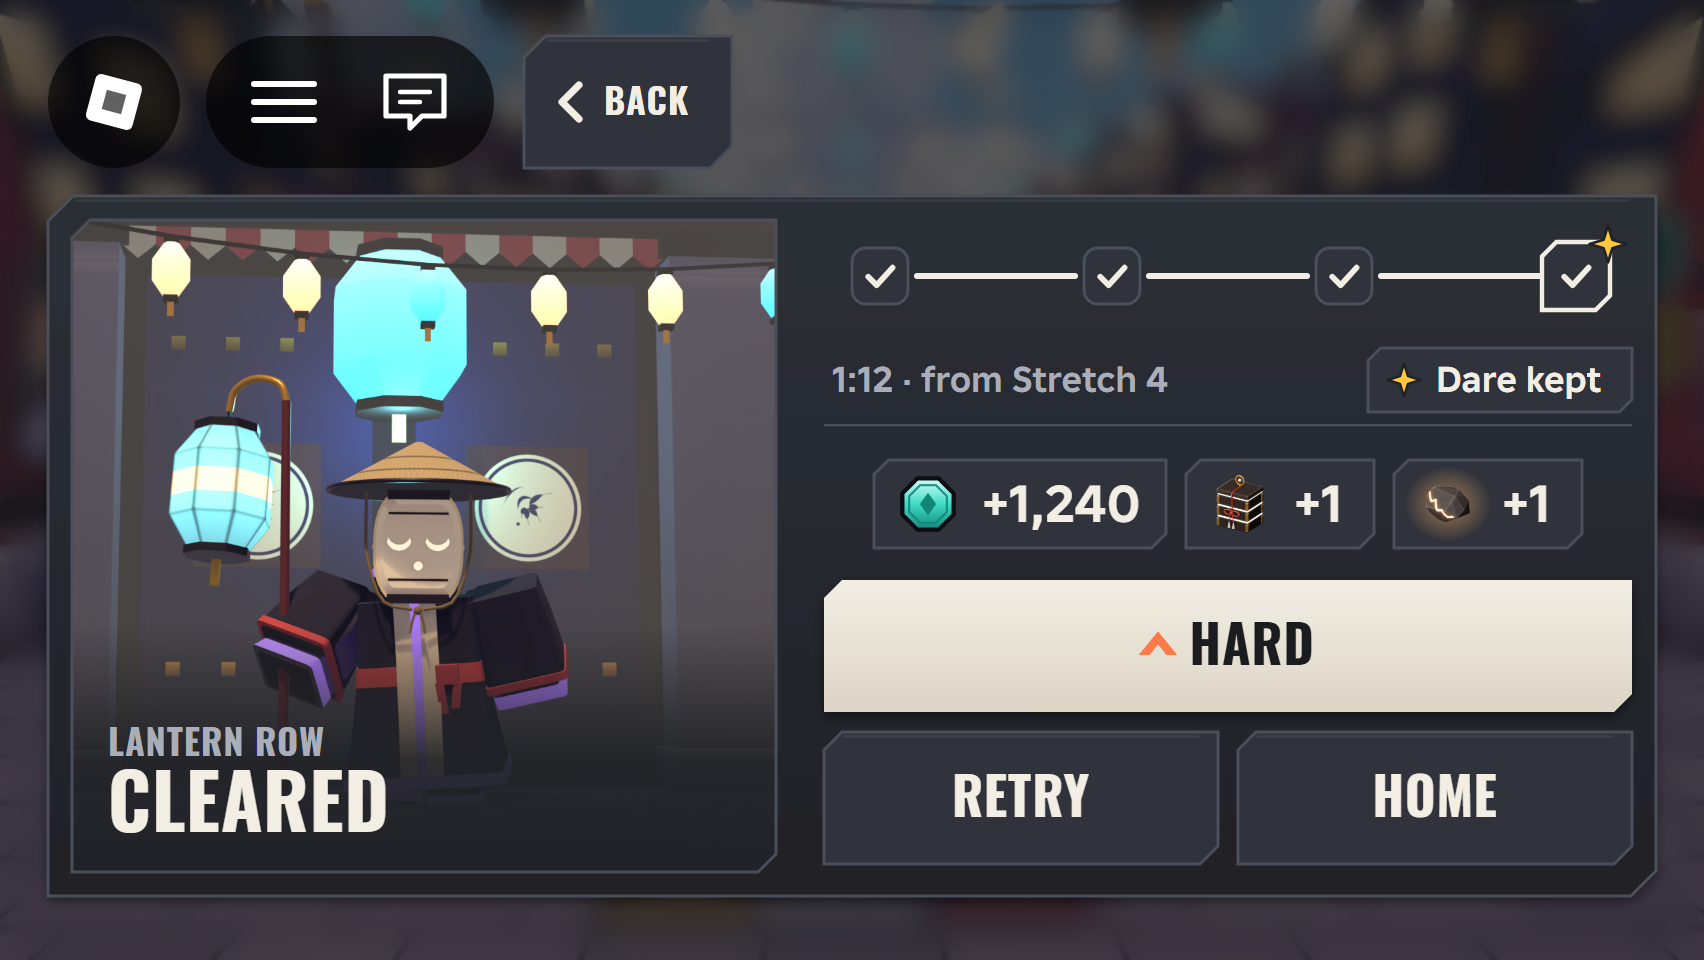 BACK
1:12 · from Stretch 4
Dare kept
+1,240
+1
+1
HARD
RETRY
HOME
LANTERN ROW
CLEARED